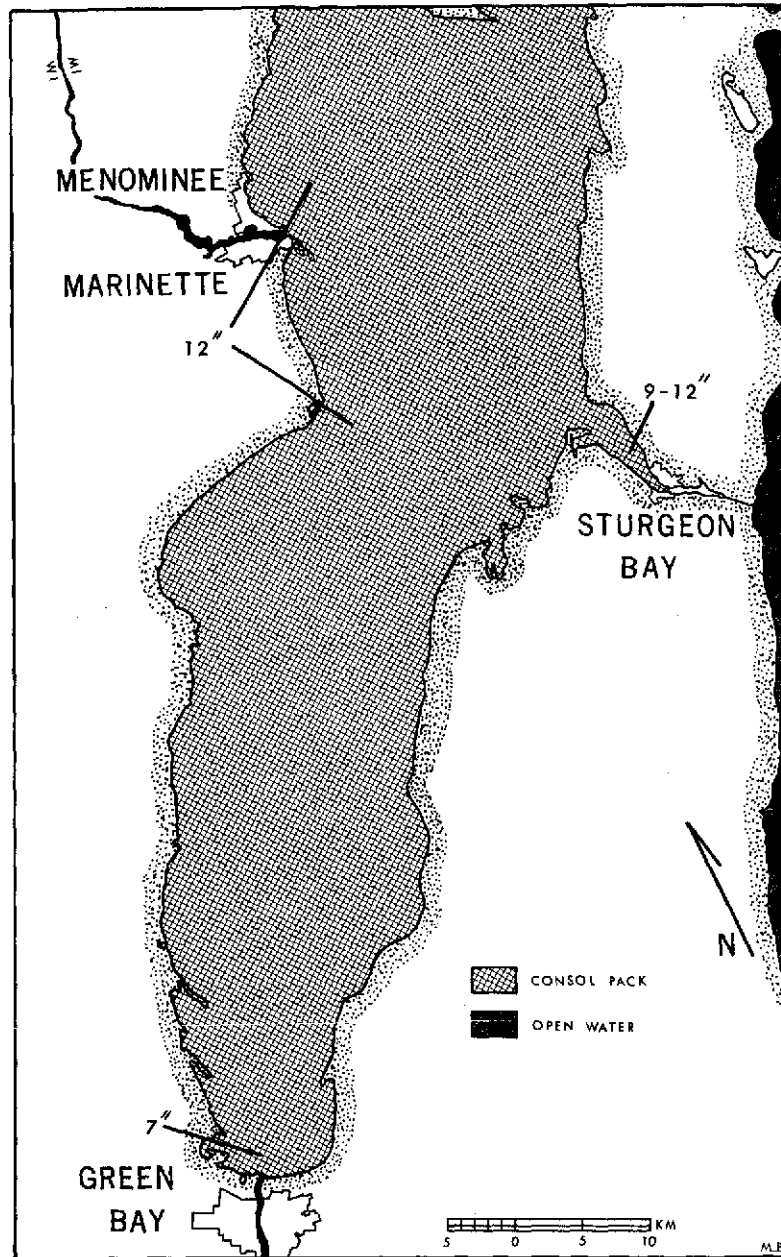 MENOMINEE
MARINETTE
12"
9-12"
STURGEON
BAY
N
CONSOL PACK
OPEN WATER
7"
GREEN
BAY
KM
5 0 5 10